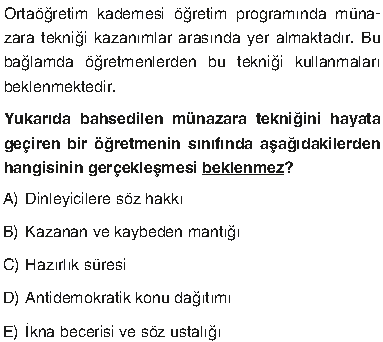 Ortaöğretim kademesi öğretim programında müna-
zara tekniği kazanımlar arasında yer almaktadır. Bu
bağlamda öğretmenlerden bu tekniği kullanmaları
beklenmektedir.
Yukarıda bahsedilen münazara tekniğini hayata
geçiren bir öğretmenin sınıfında aşağıdakilerden
hangisinin gerçekleşmesi beklenmez?
A) Dinleyicilere söz hakkı
B) Kazanan ve kaybeden mantığı
C) Hazırlık süresi
D) Antidemokratik konu dağıtımı
E) İkna becerisi ve söz ustalığı